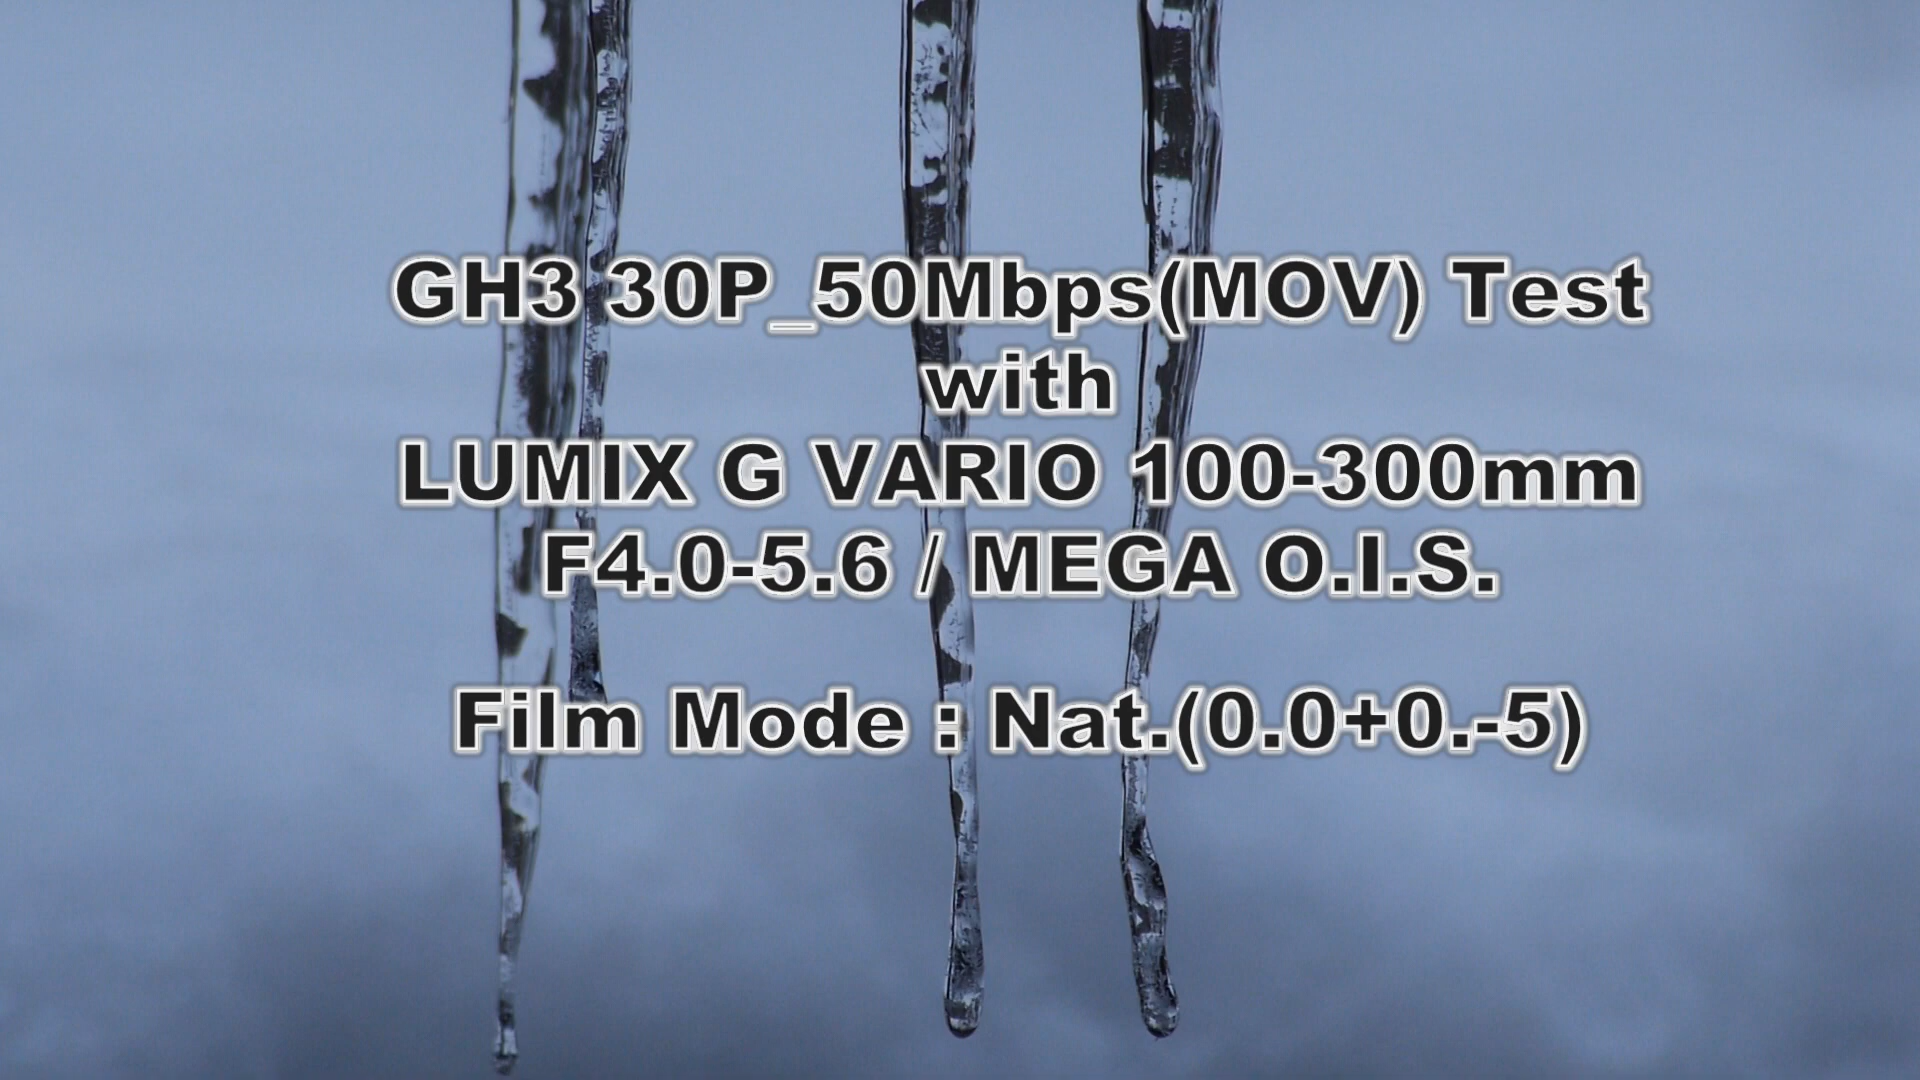 GH3 30P_50Mbps(MOV) Test
with
LUMIX G VARIO 100-300mm
F4.0-5.6 / MEGA O.I.S.
Film Mode : Nat.(0.0+0.-5)